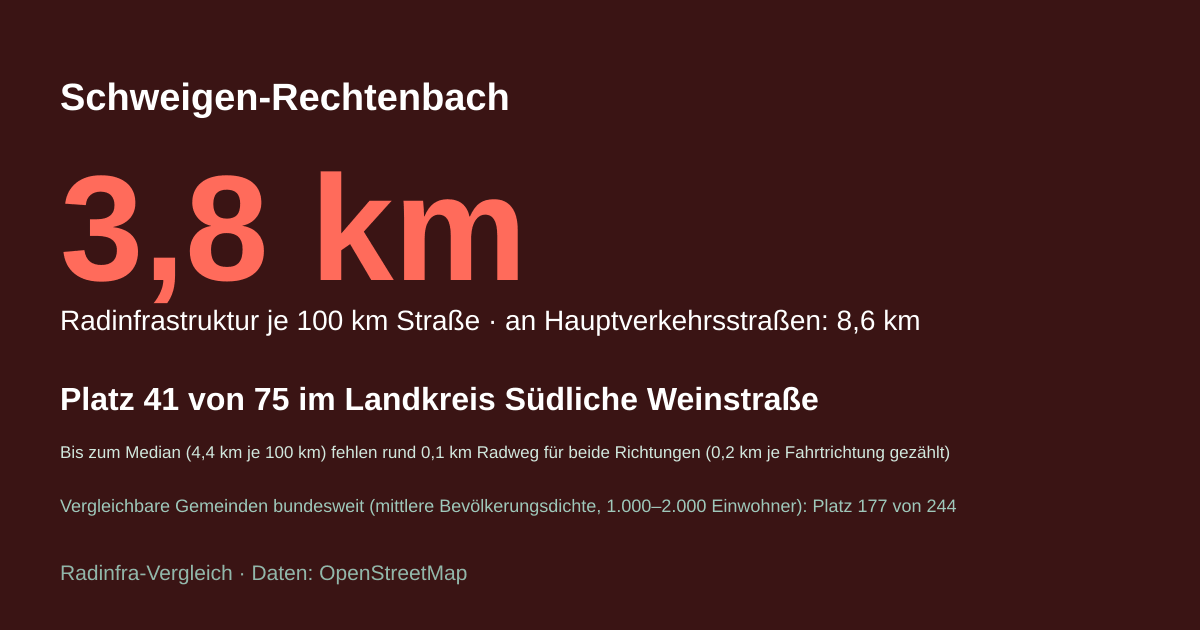 Schweigen-Rechtenbach
3,8 km
Radinfrastruktur je 100 km Straße · an Hauptverkehrsstraßen: 8,6 km
Platz 41 von 75 im Landkreis Südliche Weinstraße
Bis zum Median (4,4 km je 100 km) fehlen rund 0,1 km Radweg für beide Richtungen (0,2 km je Fahrtrichtung gezählt)
Vergleichbare Gemeinden bundesweit (mittlere Bevölkerungsdichte, 1.000–2.000 Einwohner): Platz 177 von 244
Radinfra-Vergleich · Daten: OpenStreetMap